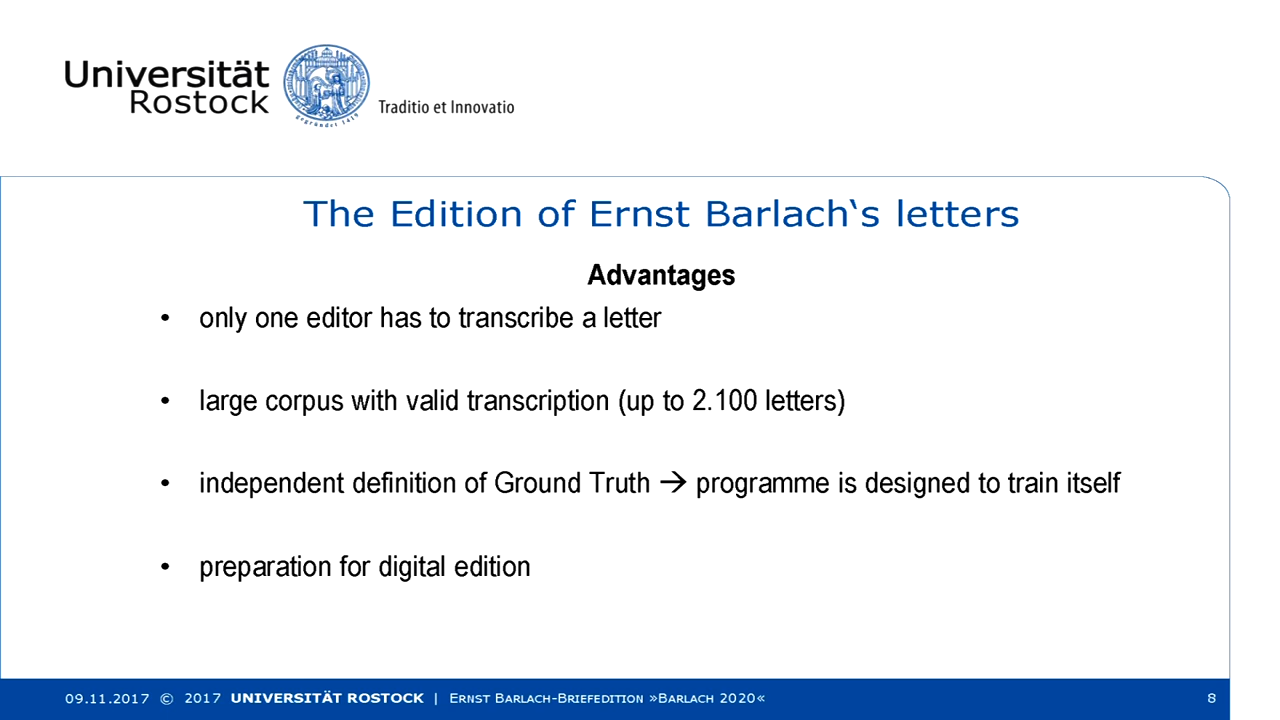 Universität
Rostock
gegründet 1419
Traditio et Innovatio
The Edition of Ernst Barlach‘s letters
Advantages
• only one editor has to transcribe a letter
• large corpus with valid transcription (up to 2.100 letters)
• independent definition of Ground Truth → programme is designed to train itself
• preparation for digital edition
09.11.2017 © 2017 UNIVERSITÄT ROSTOCK | ERNST BARLACH-BRIEFEDITION »BARLACH 2020« 8